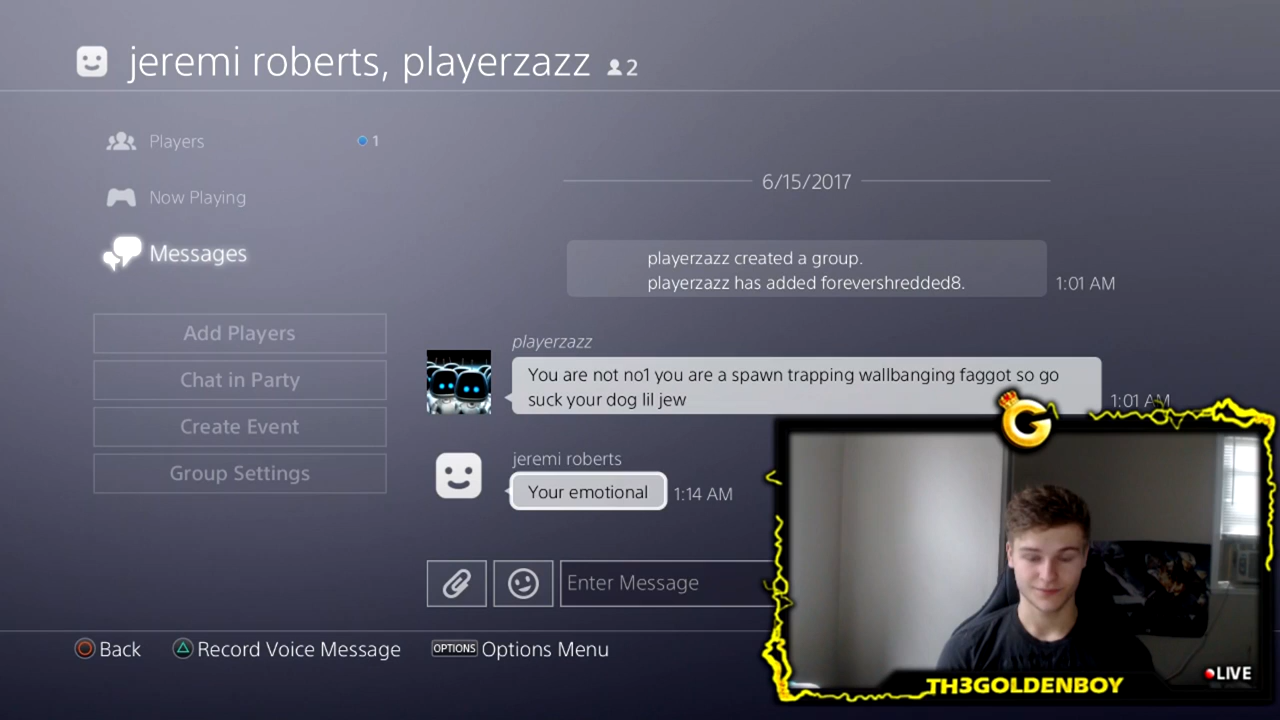 jeremi roberts, playerzazz 2
Players 1
Now Playing
Messages
Add Players
Chat in Party
Create Event
Group Settings
6/15/2017
playerzazz created a group.
playerzazz has added forevershredded8.
1:01 AM
playerzazz
You are not no1 you are a spawn trapping wallbanging faggot so go
suck your dog lil jew
1:01 AM
jeremi roberts
Your emotional
1:14 AM
Enter Message
Back
Record Voice Message
OPTIONS Options Menu
G
LIVE
TH3GOLDENBOY